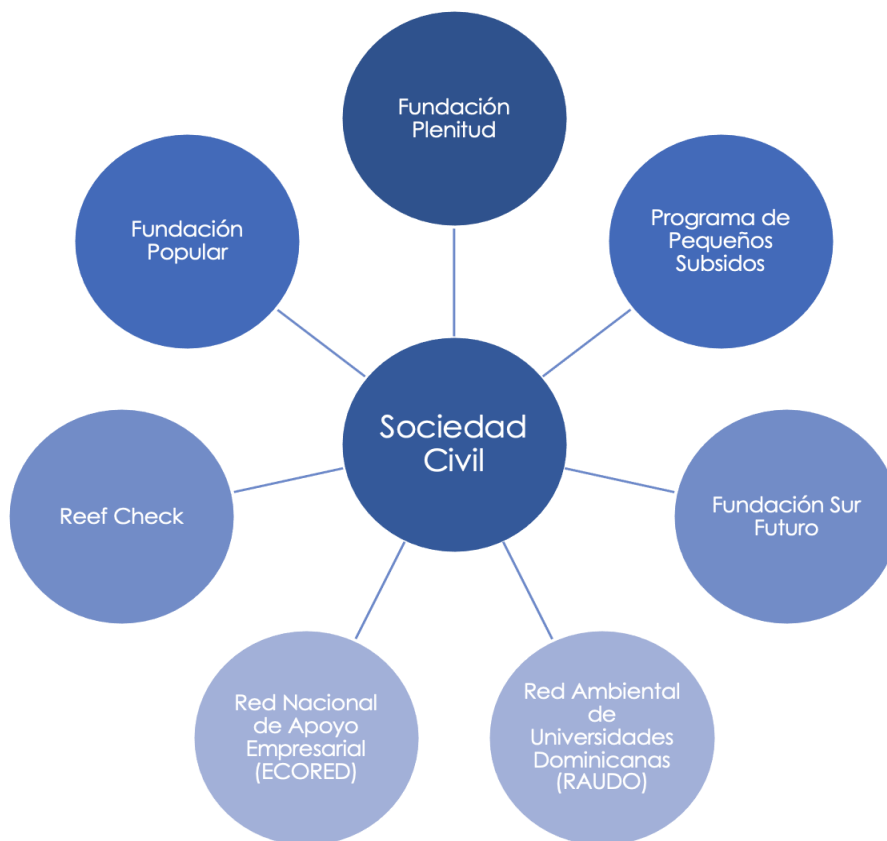 Fundación
Plenitud
Programa de
Pequeños
Subsidos
Fundación Sur
Futuro
Red Ambiental
de
Universidades
Dominicanas
(RAUDO)
Red Nacional
de Apoyo
Empresarial
(ECORED)
Reef Check
Fundación
Popular
Sociedad
Civil